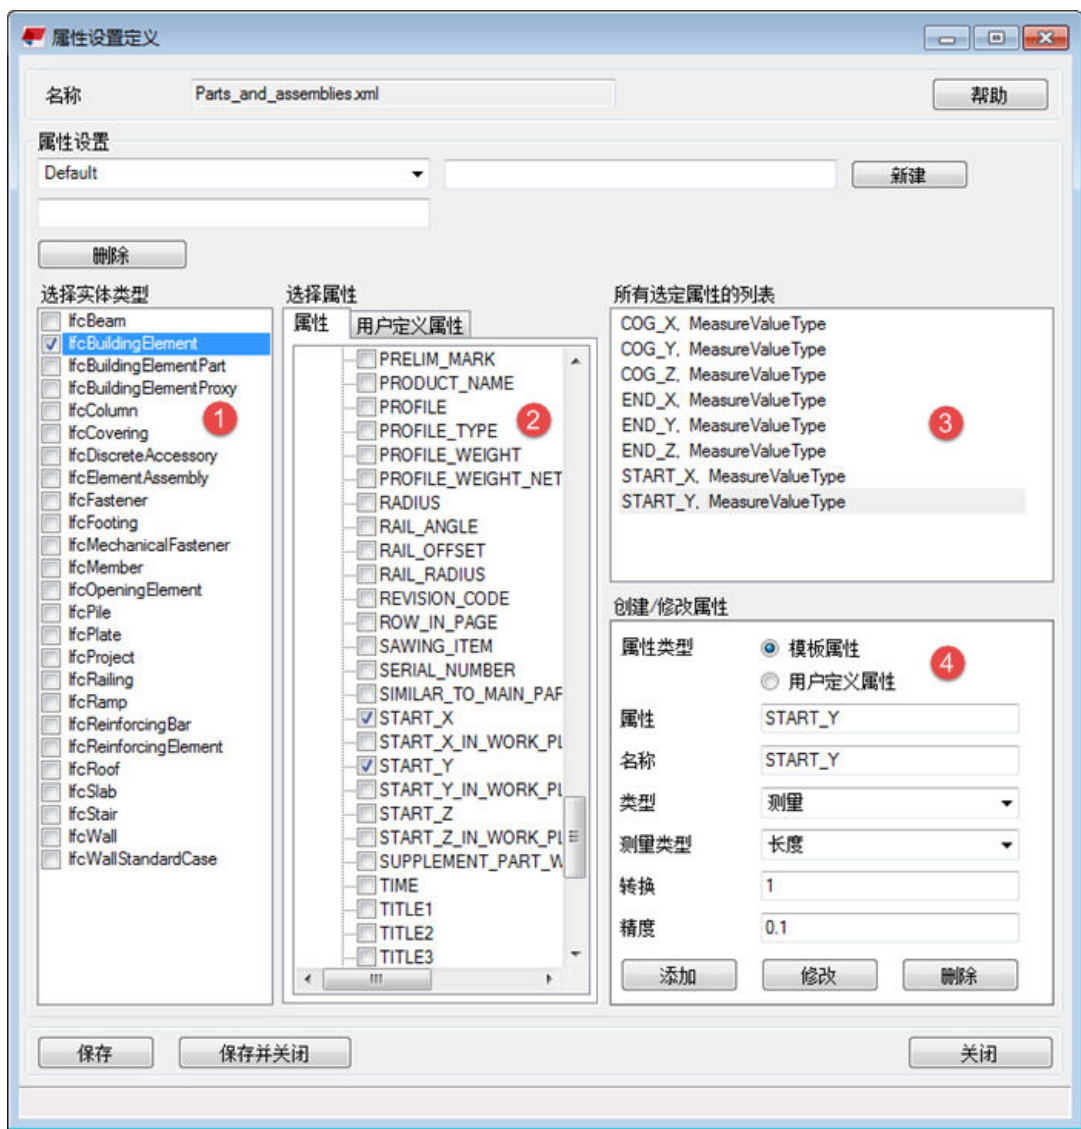 属性设置定义
名称
Parts_and_assemblies.xml
帮助
属性设置
Default
新建
删除
选择实体类型
IfcBeam
IfcBuildingElement
IfcBuildingElementPart
IfcBuildingElementProxy
IfcColumn
IfcCovering
IfcDiscreteAccessory
IfcElementAssembly
IfcFastener
IfcFooting
IfcMechanicalFastener
IfcMember
IfcOpeningElement
IfcPile
IfcPlate
IfcProject
IfcRailing
IfcRamp
IfcReinforcingBar
IfcReinforcingElement
IfcRoof
IfcSlab
IfcStair
IfcWall
IfcWallStandardCase
1
选择属性
属性
用户定义属性
PRELIM_MARK
PRODUCT_NAME
PROFILE
PROFILE_TYPE
PROFILE_WEIGHT
PROFILE_WEIGHT_NET
RADIUS
RAIL_ANGLE
RAIL_OFFSET
RAIL_RADIUS
REVISION_CODE
ROW_IN_PAGE
SAWING_ITEM
SERIAL_NUMBER
SIMILAR_TO_MAIN_PAR
START_X
START_X_IN_WORK_PL
START_Y
START_Y_IN_WORK_PL
START_Z
START_Z_IN_WORK_PL
SUPPLEMENT_PART_W
TIME
TITLE1
TITLE2
TITLE3
2
所有选定属性的列表
COG_X, MeasureValueType
COG_Y, MeasureValueType
COG_Z, MeasureValueType
END_X, MeasureValueType
END_Y, MeasureValueType
END_Z, MeasureValueType
START_X, MeasureValueType
START_Y, MeasureValueType
3
创建/修改属性
属性类型
模板属性
用户定义属性
4
属性
START_Y
名称
START_Y
类型
测量
测量类型
长度
转换
1
精度
0.1
添加
修改
删除
保存
保存并关闭
关闭